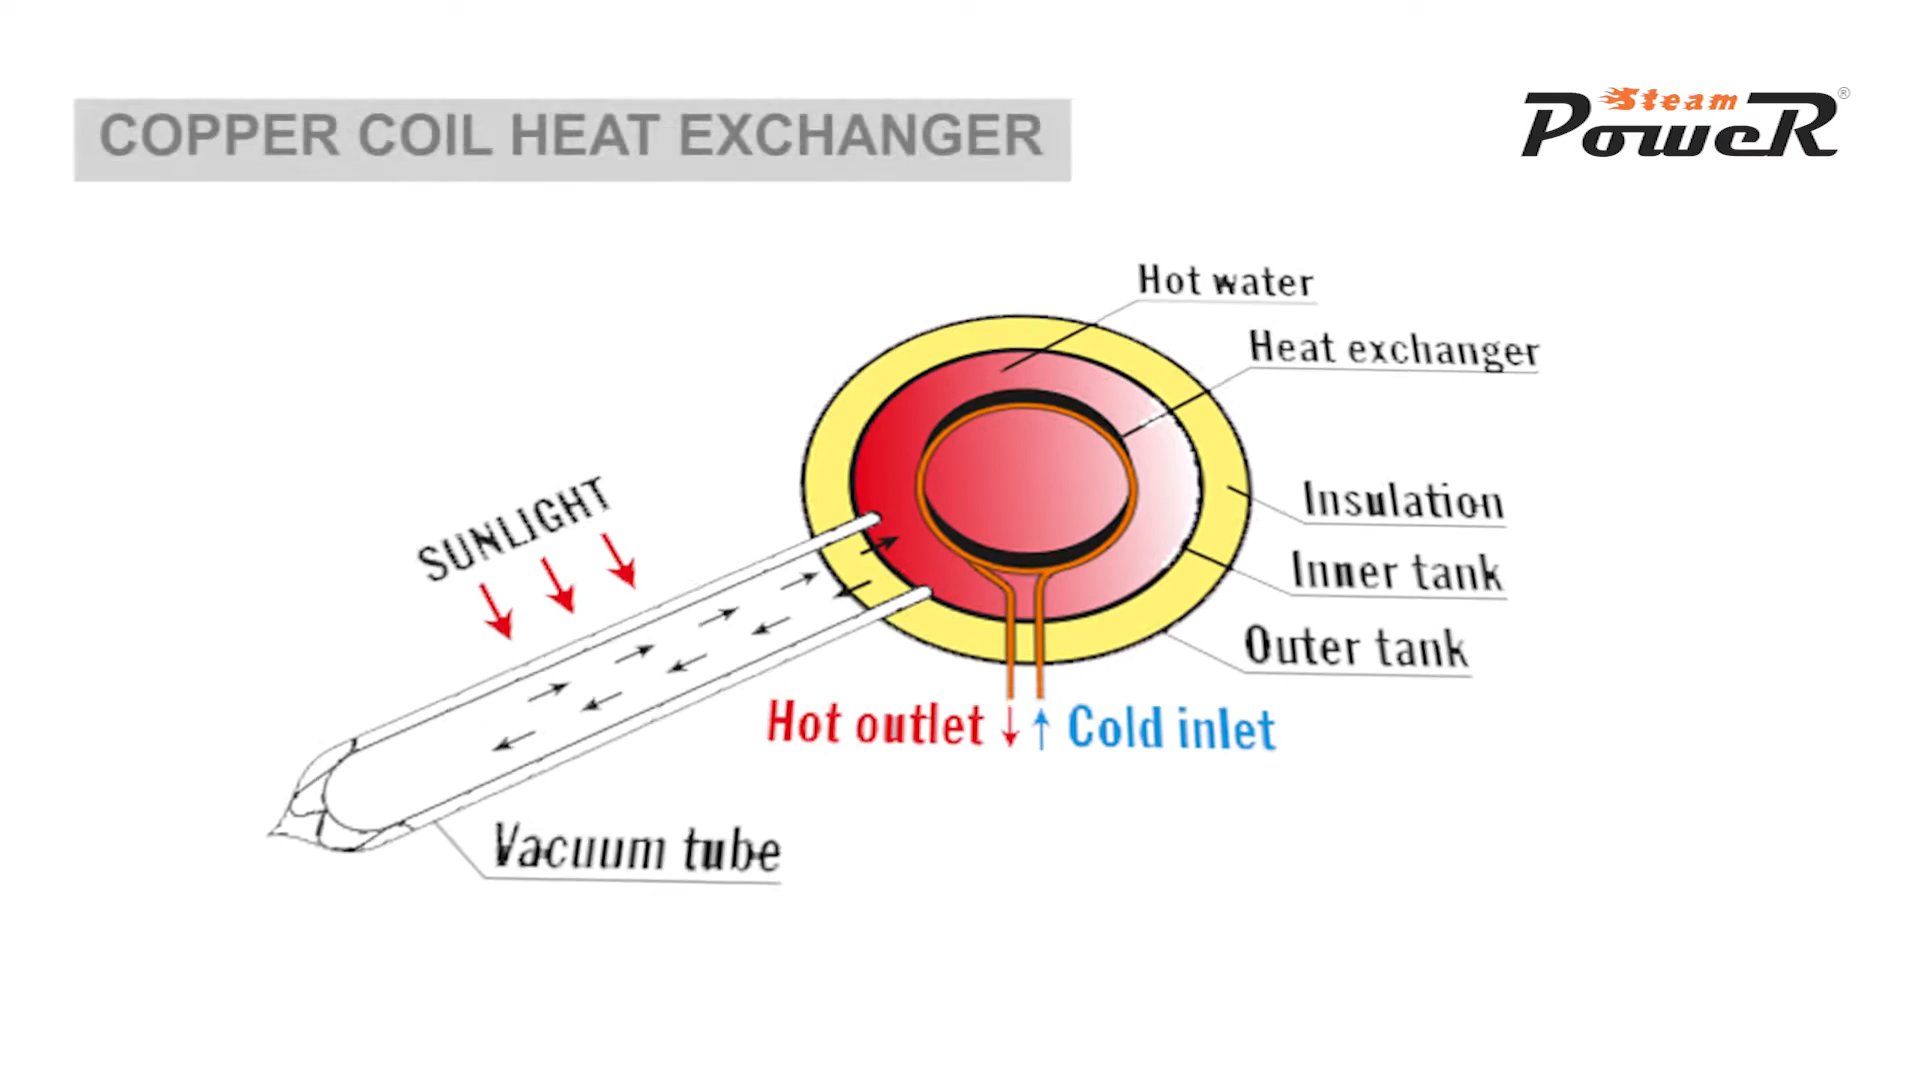 COPPER COIL HEAT EXCHANGER
Steam
PoweR®
Hot water
Heat exchanger
SUNLIGHT
Insulation
Inner tank
Outer tank
Hot outlet ↓ ↑ Cold inlet
Vacuum tube